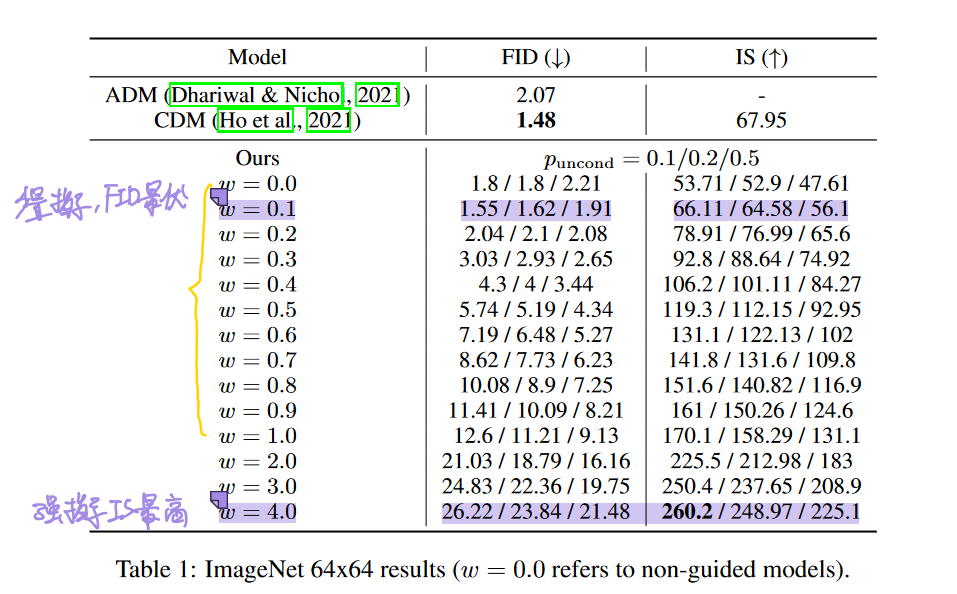 Model FID (↓) IS (↑)
ADM (Dhariwal & Nichol, 2021) 2.07 -
CDM (Ho et al., 2021) 1.48 67.95
Ours p_uncond = 0.1/0.2/0.5
w = 0.0 1.8 / 1.8 / 2.21 53.71 / 52.9 / 47.61
w = 0.1 1.55 / 1.62 / 1.91 66.11 / 64.58 / 56.1
FID最优
w = 0.2 2.04 / 2.1 / 2.08 78.91 / 76.99 / 65.6
w = 0.3 3.03 / 2.93 / 2.65 92.8 / 88.64 / 74.92
w = 0.4 4.3 / 4 / 3.44 106.2 / 101.11 / 84.27
w = 0.5 5.74 / 5.19 / 4.34 119.3 / 112.15 / 92.95
w = 0.6 7.19 / 6.48 / 5.27 131.1 / 122.13 / 102
w = 0.7 8.62 / 7.73 / 6.23 141.8 / 131.6 / 109.8
w = 0.8 10.08 / 8.9 / 7.25 151.6 / 140.82 / 116.9
w = 0.9 11.41 / 10.09 / 8.21 161 / 150.26 / 124.6
w = 1.0 12.6 / 11.21 / 9.13 170.1 / 158.29 / 131.1
w = 2.0 21.03 / 18.79 / 16.16 225.5 / 212.98 / 183
w = 3.0 24.83 / 22.36 / 19.75 250.4 / 237.65 / 208.9
w = 4.0 26.22 / 23.84 / 21.48 260.2 / 248.97 / 225.1
IS最高
Table 1: ImageNet 64x64 results (w = 0.0 refers to non-guided models).